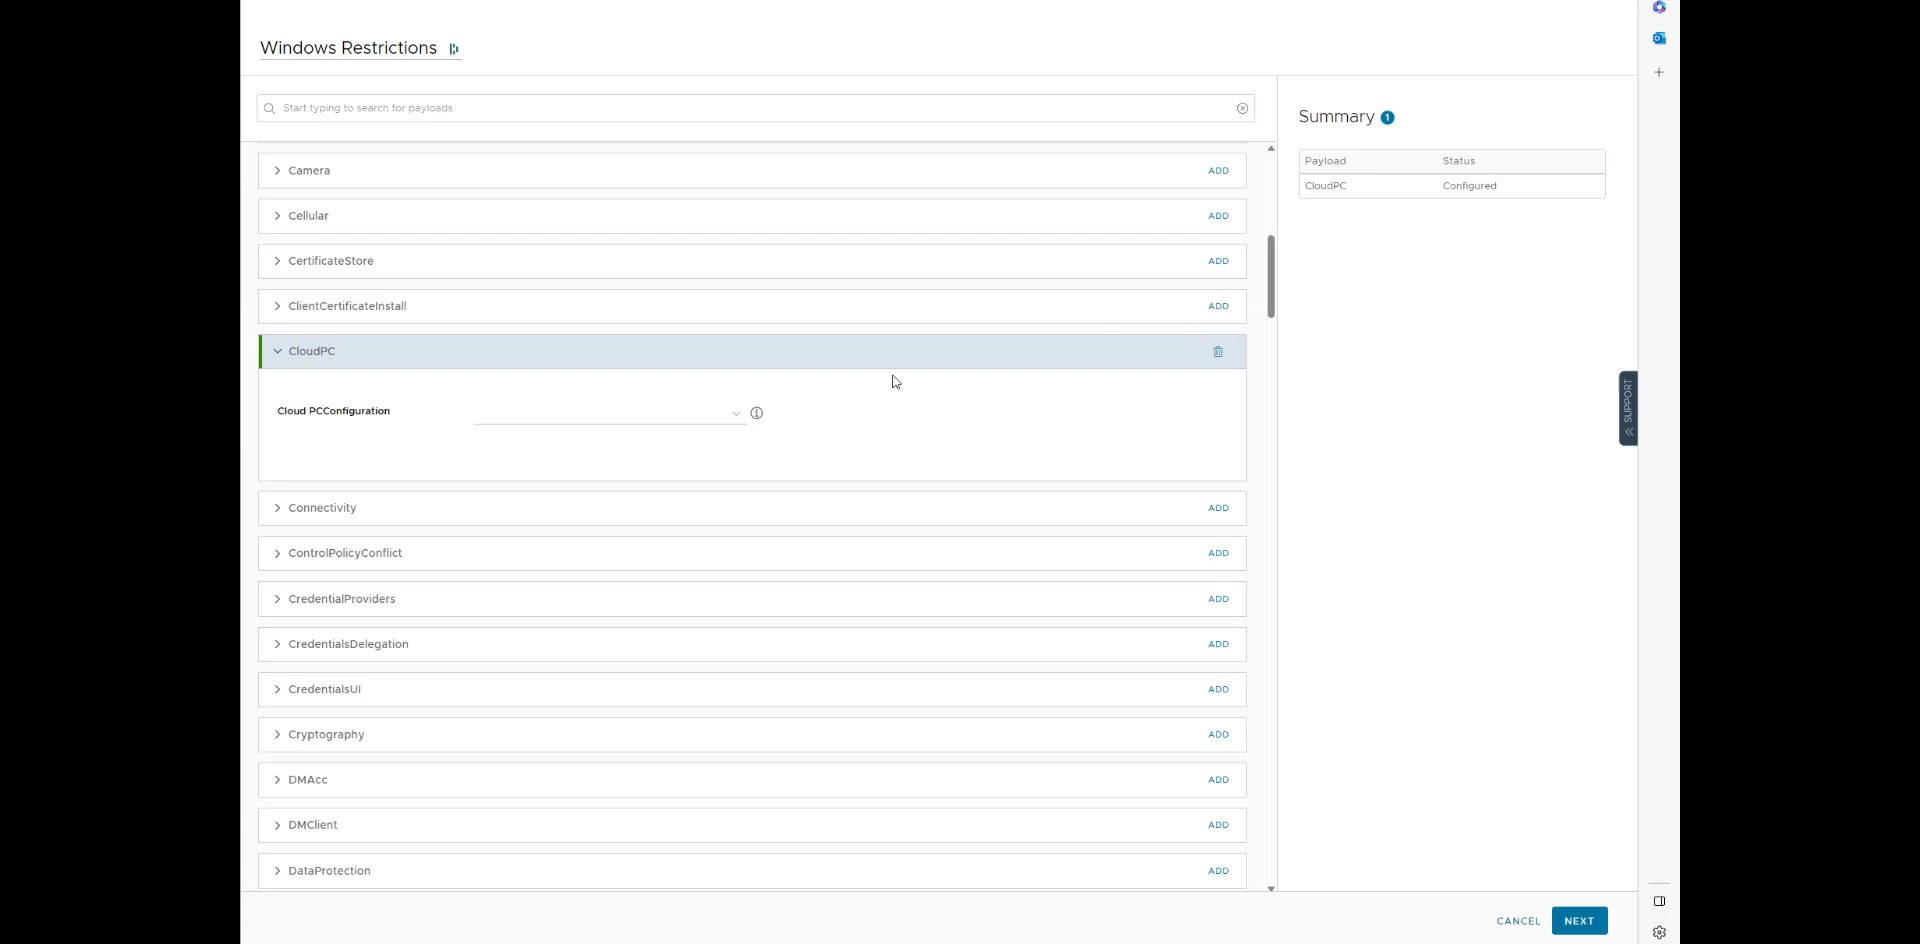 Windows Restrictions
Start typing to search for payloads
Camera ADD
Cellular ADD
CertificateStore ADD
ClientCertificateInstall ADD
CloudPC
Cloud PCConfiguration
Connectivity ADD
ControlPolicyConflict ADD
CredentialProviders ADD
CredentialsDelegation ADD
CredentialsUI ADD
Cryptography ADD
DMAcc ADD
DMClient ADD
DataProtection ADD
Summary 1
Payload Status
CloudPC Configured
SUPPORT
CANCEL NEXT